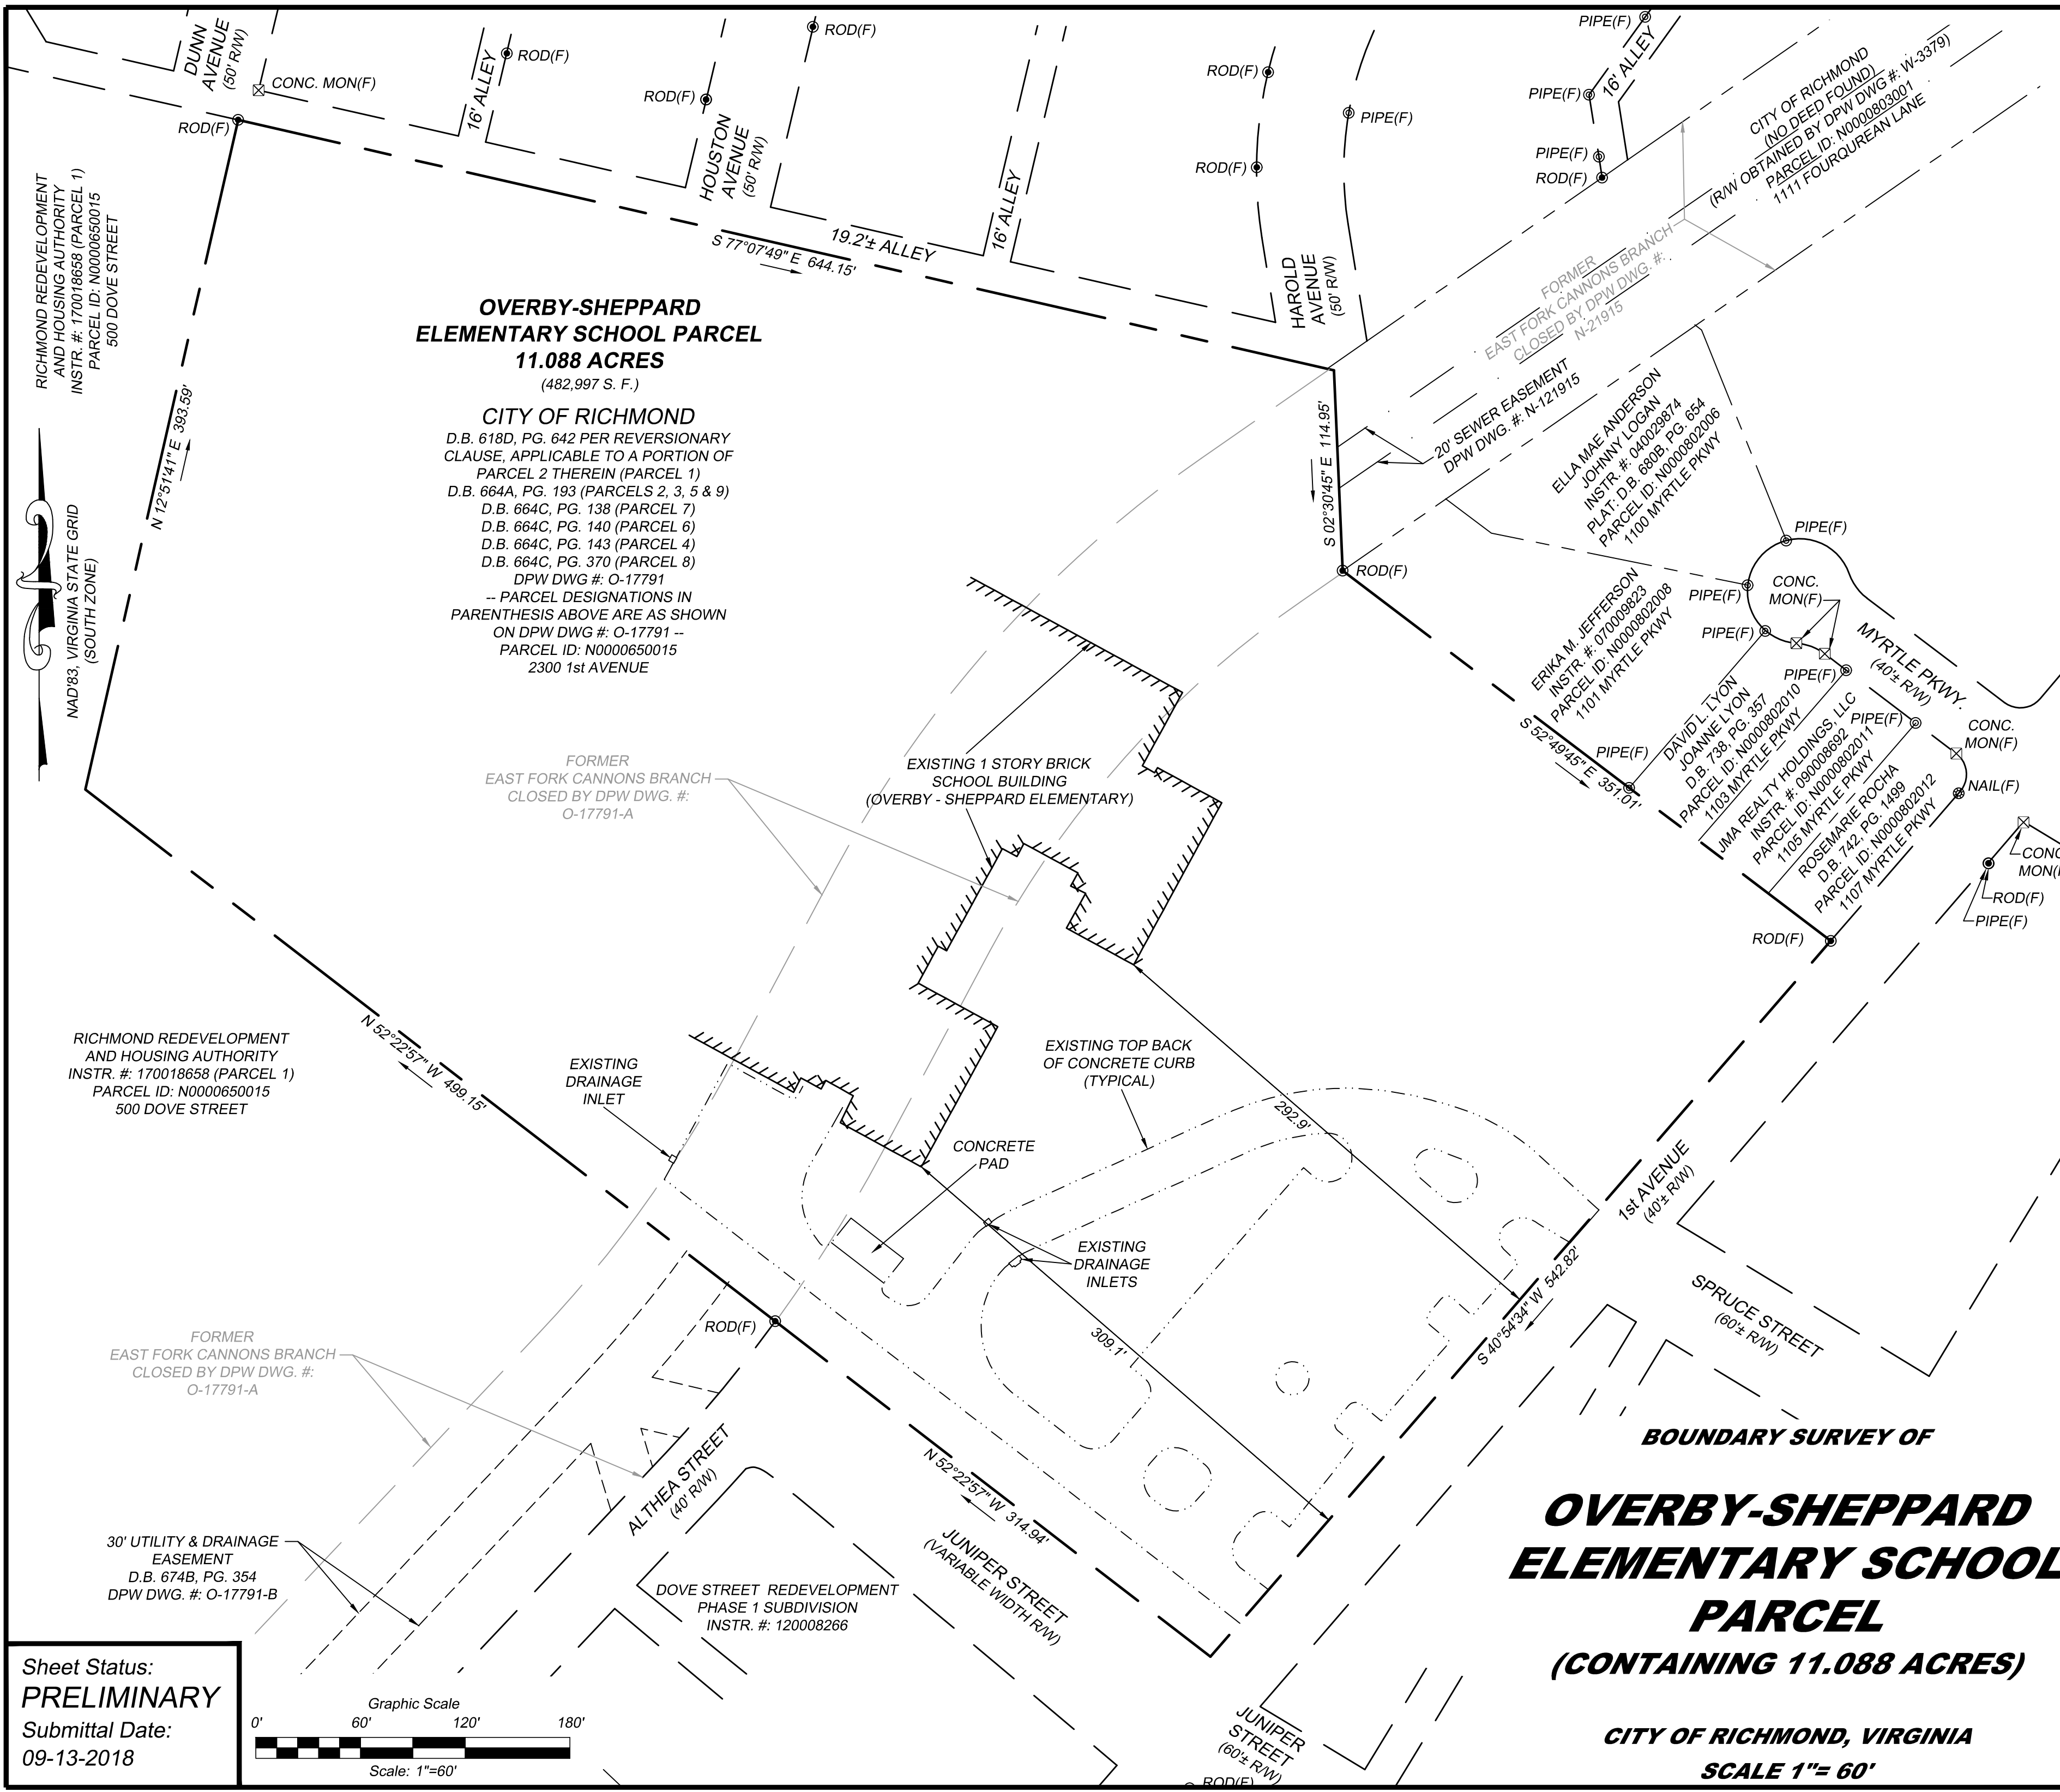 DUNN
AVENUE
(50' R/W)
CONC. MON(F)
ROD(F)
16' ALLEY
ROD(F)
ROD(F)
HOUSTON
AVENUE
(50' R/W)
ROD(F)
19.2'± ALLEY
16' ALLEY
S 77°07'49" E 644.15'
ROD(F)
ROD(F)
PIPE(F)
HAROLD
AVENUE
(50' R/W)
PIPE(F)
16' ALLEY
PIPE(F)
PIPE(F)
ROD(F)
CITY OF RICHMOND
(NO DEED FOUND)
(R/W OBTAINED BY DPW DWG #: W-3379)
PARCEL ID: N0000803001
1111 FOURQUREAN LANE
FORMER
EAST FORK CANNONS BRANCH
CLOSED BY DPW DWG. #:
N-21915
20' SEWER EASEMENT
DPW DWG. #: N-121915
RICHMOND REDEVELOPMENT
AND HOUSING AUTHORITY
INSTR. #: 170018658 (PARCEL 1)
PARCEL ID: N0000650015
500 DOVE STREET
N 12°51'41" E 393.59'
NAD'83, VIRGINIA STATE GRID
(SOUTH ZONE)
OVERBY-SHEPPARD
ELEMENTARY SCHOOL PARCEL
11.088 ACRES
(482,997 S. F.)
CITY OF RICHMOND
D.B. 618D, PG. 642 PER REVERSIONARY
CLAUSE, APPLICABLE TO A PORTION OF
PARCEL 2 THEREIN (PARCEL 1)
D.B. 664A, PG. 193 (PARCELS 2, 3, 5 & 9)
D.B. 664C, PG. 138 (PARCEL 7)
D.B. 664C, PG. 140 (PARCEL 6)
D.B. 664C, PG. 143 (PARCEL 4)
D.B. 664C, PG. 370 (PARCEL 8)
DPW DWG #: O-17791
-- PARCEL DESIGNATIONS IN
PARENTHESIS ABOVE ARE AS SHOWN
ON DPW DWG #: O-17791 --
PARCEL ID: N0000650015
2300 1st AVENUE
S 02°30'45" E 114.95'
ROD(F)
ELLA MAE ANDERSON
JOHNNY LOGAN
INSTR. #: 040029874
PLAT: D.B. 680B, PG. 654
PARCEL ID: N0000802006
1100 MYRTLE PKWY
PIPE(F)
PIPE(F)
CONC.
MON(F)
PIPE(F)
PIPE(F)
MYRTLE PKWY.
(40'± R/W)
ERIKA M. JEFFERSON
INSTR. #: 070009823
PARCEL ID: N0000802008
1101 MYRTLE PKWY
S 52°49'45" E 351.01'
PIPE(F)
DAVID L. LYON
JOANNE LYON
D.B. 738, PG. 357
PARCEL ID: N0000802010
1103 MYRTLE PKWY
PIPE(F)
JMA REALTY HOLDINGS, LLC
INSTR. #: 090008692
PARCEL ID: N0000802011
1105 MYRTLE PKWY
ROSEMARIE ROCHA
D.B. 742, PG. 1499
PARCEL ID: N0000802012
1107 MYRTLE PKWY
CONC.
MON(F)
NAIL(F)
CONC
MON(
ROD(F)
PIPE(F)
ROD(F)
FORMER
EAST FORK CANNONS BRANCH
CLOSED BY DPW DWG. #:
O-17791-A
EXISTING 1 STORY BRICK
SCHOOL BUILDING
(OVERBY - SHEPPARD ELEMENTARY)
RICHMOND REDEVELOPMENT
AND HOUSING AUTHORITY
INSTR. #: 170018658 (PARCEL 1)
PARCEL ID: N0000650015
500 DOVE STREET
N 52°22'57" W 499.15'
EXISTING
DRAINAGE
INLET
EXISTING TOP BACK
OF CONCRETE CURB
(TYPICAL)
292.9'
CONCRETE
PAD
EXISTING
DRAINAGE
INLETS
309.1'
1st AVENUE
(40'± R/W)
S 40°54'34" W 542.82'
SPRUCE STREET
(60'± R/W)
ROD(F)
FORMER
EAST FORK CANNONS BRANCH
CLOSED BY DPW DWG. #:
O-17791-A
ALTHEA STREET
(40' R/W)
N 52°22'57" W 314.94'
JUNIPER STREET
(VARIABLE WIDTH R/W)
30' UTILITY & DRAINAGE
EASEMENT
D.B. 674B, PG. 354
DPW DWG. #: O-17791-B
DOVE STREET REDEVELOPMENT
PHASE 1 SUBDIVISION
INSTR. #: 120008266
JUNIPER
STREET
(60'± R/W)
ROD(F)
Sheet Status:
PRELIMINARY
Submittal Date:
09-13-2018
Graphic Scale
0' 60' 120' 180'
Scale: 1"=60'
BOUNDARY SURVEY OF
OVERBY-SHEPPARD
ELEMENTARY SCHOOL
PARCEL
(CONTAINING 11.088 ACRES)
CITY OF RICHMOND, VIRGINIA
SCALE 1"= 60'